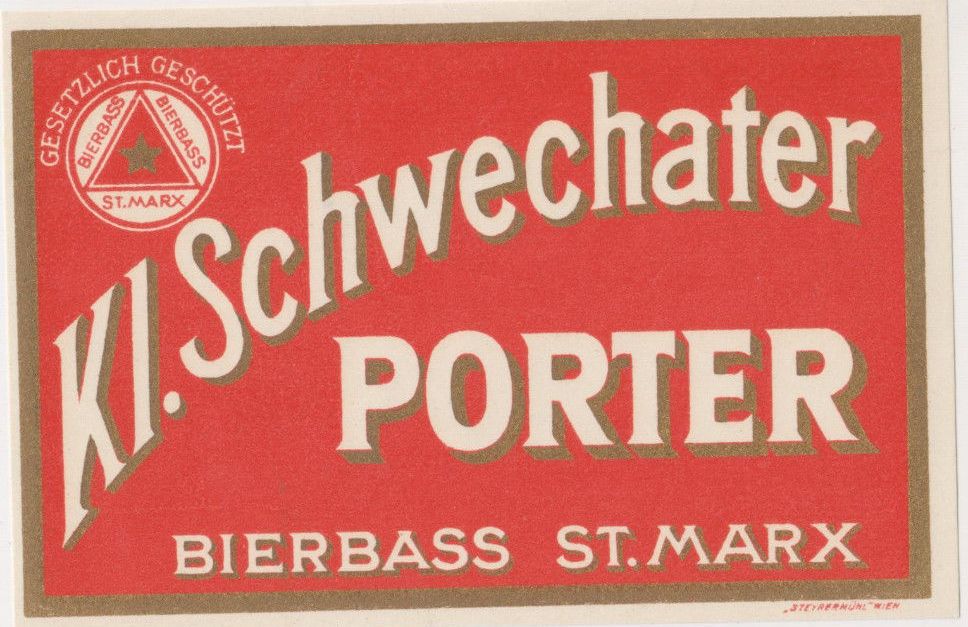 GESETZLICH GESCHÜTZT
BIERBASS BIERBASS
ST. MARX
Kl. Schwechater
PORTER
BIERBASS ST. MARX
„STEYRERMÜHL" WIEN